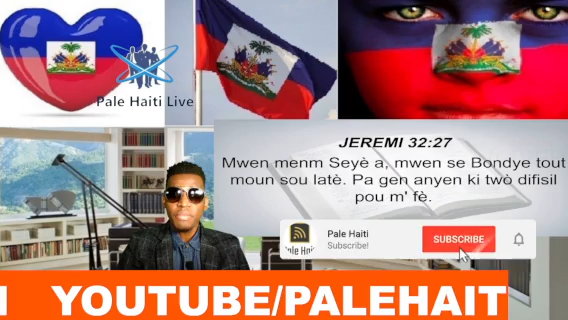 Pale Haiti Live
JEREMI 32:27
Mwen menm Seyè a, mwen se Bondye tout
moun sou latè. Pa gen anyen ki twò difisil
pou m' fè.
Pale Haiti
Subscribe!
SUBSCRIBE
YOUTUBE/PALEHAIT